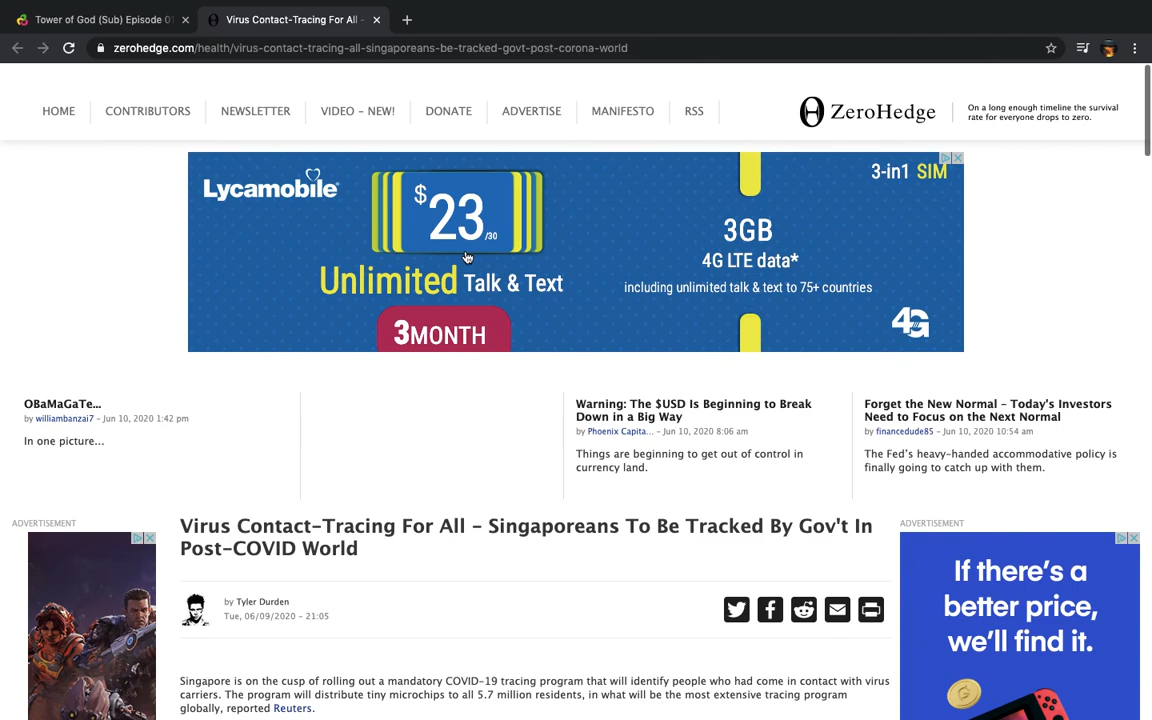 Tower of God (Sub) Episode 01
Virus Contact-Tracing For All -
zerohedge.com/health/virus-contact-tracing-all-singaporeans-be-tracked-govt-post-corona-world
HOME CONTRIBUTORS NEWSLETTER VIDEO – NEW! DONATE ADVERTISE MANIFESTO RSS
ZeroHedge
On a long enough timeline the survival
rate for everyone drops to zero.
Lycamobile
$23/30
Unlimited Talk & Text
3MONTH
3GB
4G LTE data*
including unlimited talk & text to 75+ countries
3-in1 SIM
4G
OBaMaGaTe...
by williambanzai7 - Jun 10, 2020 1:42 pm
In one picture...
Warning: The $USD Is Beginning to Break
Down in a Big Way
by Phoenix Capita... - Jun 10, 2020 8:06 am
Things are beginning to get out of control in
currency land.
Forget the New Normal – Today's Investors
Need to Focus on the Next Normal
by financedude85 - Jun 10, 2020 10:54 am
The Fed's heavy-handed accommodative policy is
finally going to catch up with them.
ADVERTISEMENT
Virus Contact-Tracing For All – Singaporeans To Be Tracked By Gov't In
Post-COVID World
by Tyler Durden
Tue, 06/09/2020 - 21:05
Singapore is on the cusp of rolling out a mandatory COVID-19 tracing program that will identify people who had come in contact with virus
carriers. The program will distribute tiny microchips to all 5.7 million residents, in what will be the most extensive tracing program
globally, reported Reuters.
ADVERTISEMENT
If there's a
better price,
we'll find it.